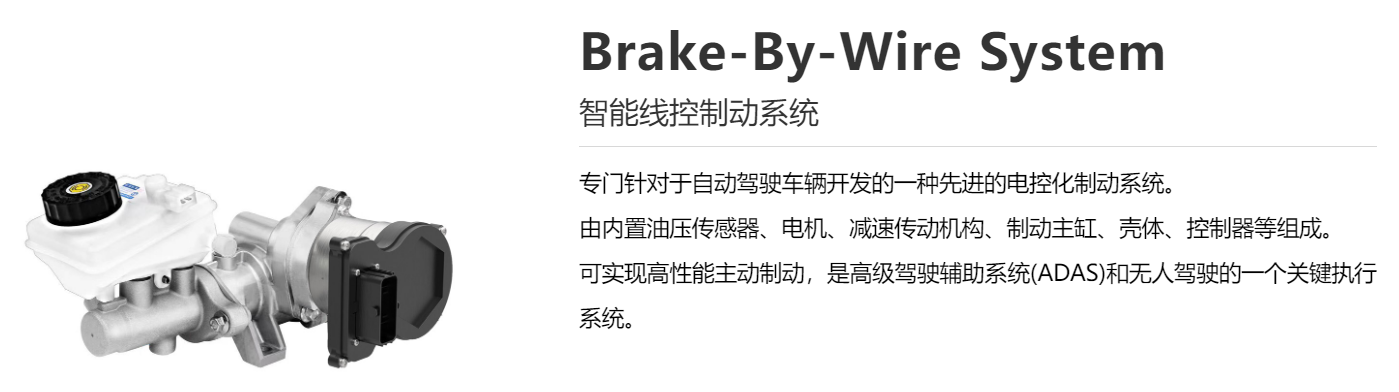 Brake-By-Wire System
智能线控制动系统
专门针对于自动驾驶车辆开发的一种先进的电控化制动系统。
由内置油压传感器、电机、减速传动机构、制动主缸、壳体、控制器等组成。
可实现高性能主动制动，是高级驾驶辅助系统(ADAS)和无人驾驶的一个关键执行
系统。